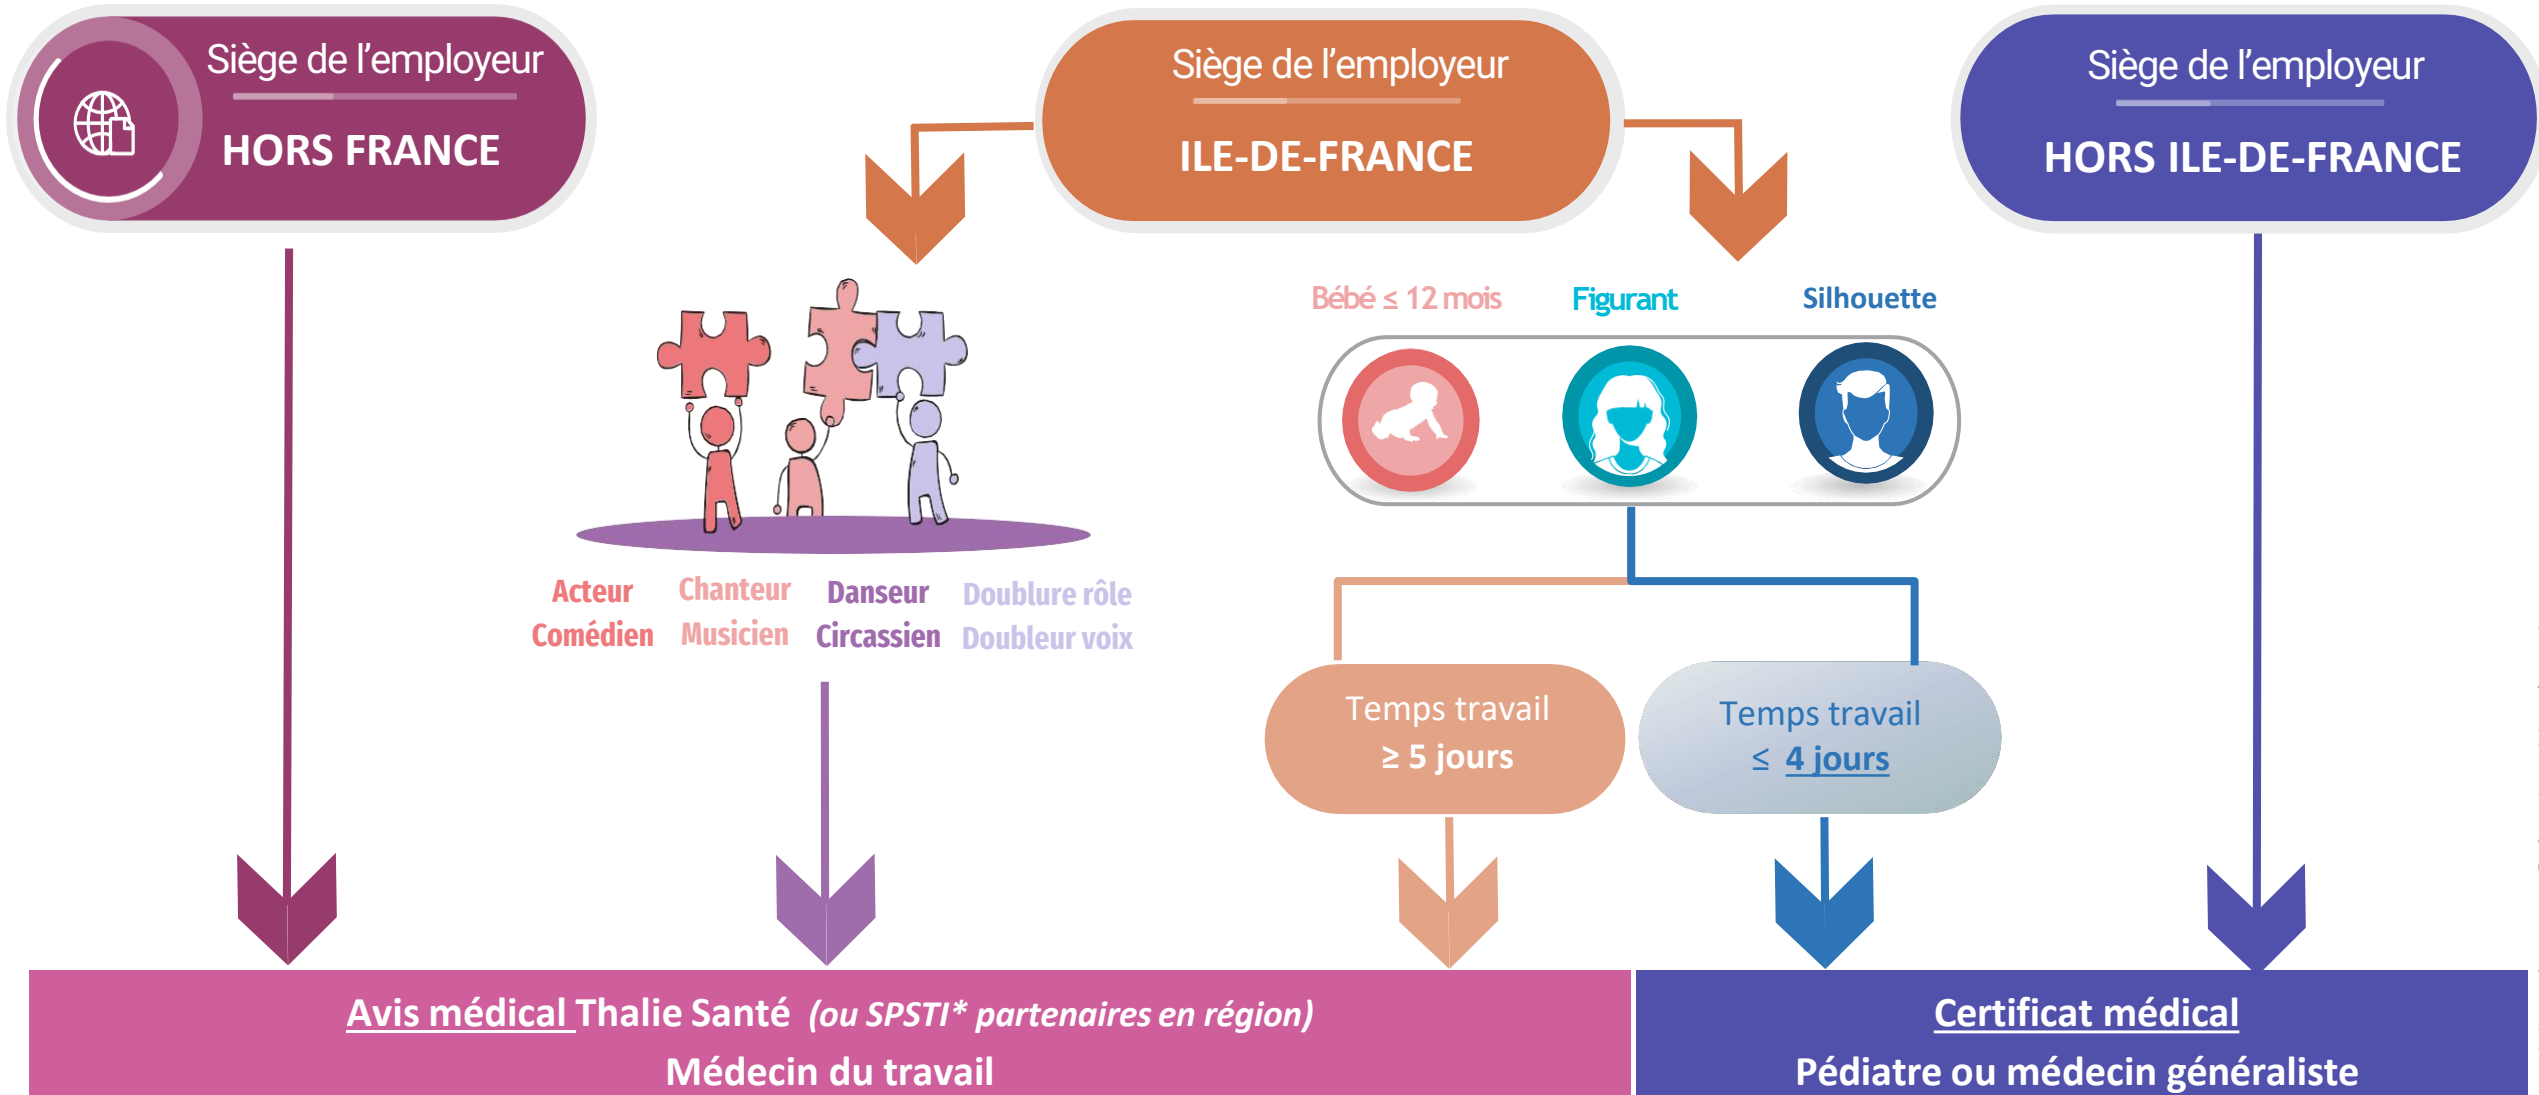 Siège de l'employeur
HORS FRANCE
Siège de l'employeur
ILE-DE-FRANCE
Siège de l'employeur
HORS ILE-DE-FRANCE
Bébé ≤ 12 mois
Figurant
Silhouette
Acteur
Comédien
Chanteur
Musicien
Danseur
Circassien
Doublure rôle
Doubleur voix
Temps travail
≥ 5 jours
Temps travail
≤ 4 jours
Avis médical Thalie Santé (ou SPSTI* partenaires en région)
Médecin du travail
Certificat médical
Pédiatre ou médecin généraliste